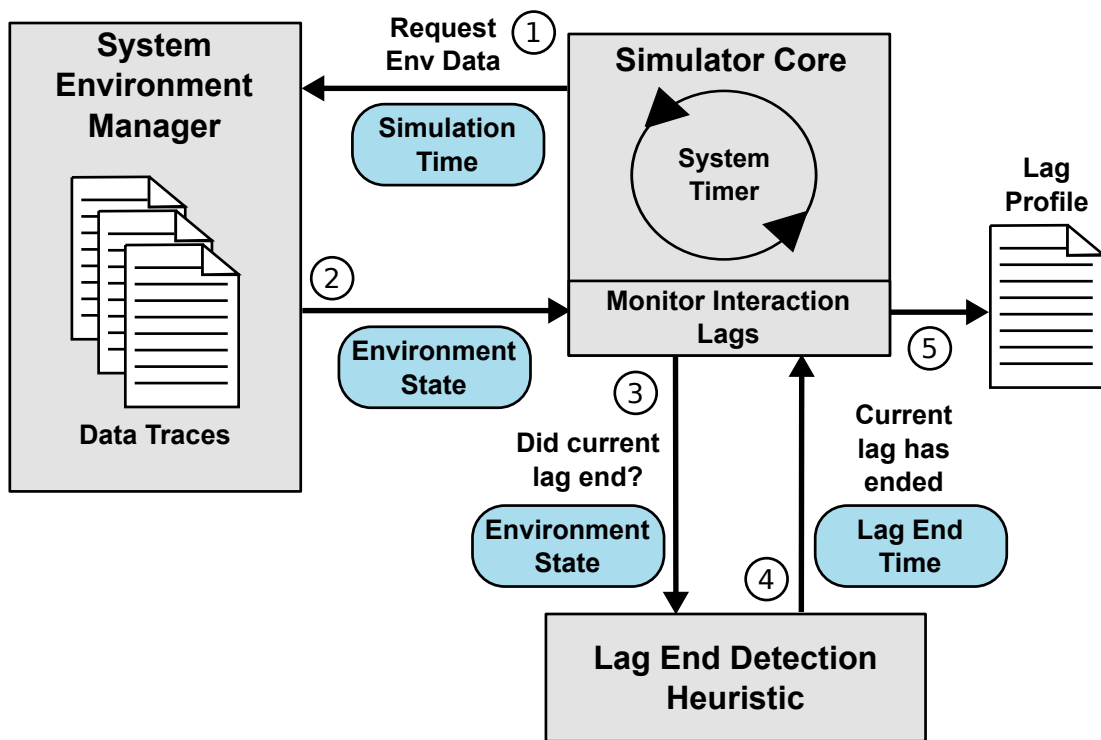 System
Environment
Manager
Data Traces
Request
Env Data
1
Simulation
Time
2
Environment
State
Simulator Core
System
Timer
Monitor Interaction
Lags
3
Did current
lag end?
Environment
State
4
Current
lag has
ended
Lag End
Time
5
Lag
Profile
Lag End Detection
Heuristic